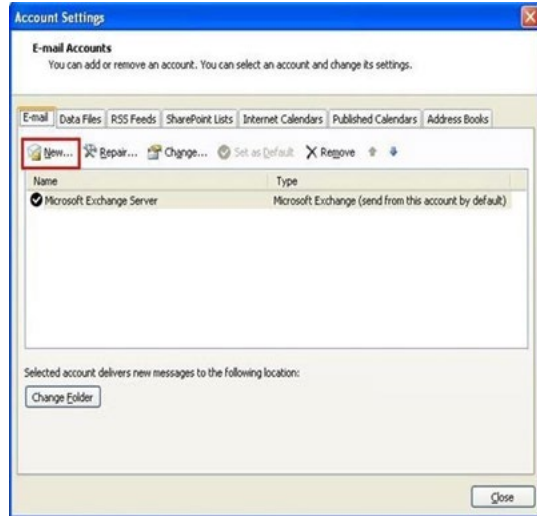 Account Settings
E-mail Accounts
You can add or remove an account. You can select an account and change its settings.
E-mail Data Files RSS Feeds SharePoint Lists Internet Calendars Published Calendars Address Books
New... Repair... Change... Set as Default Remove
Name Type
Microsoft Exchange Server Microsoft Exchange (send from this account by default)
Selected account delivers new messages to the following location:
Change Folder
Close